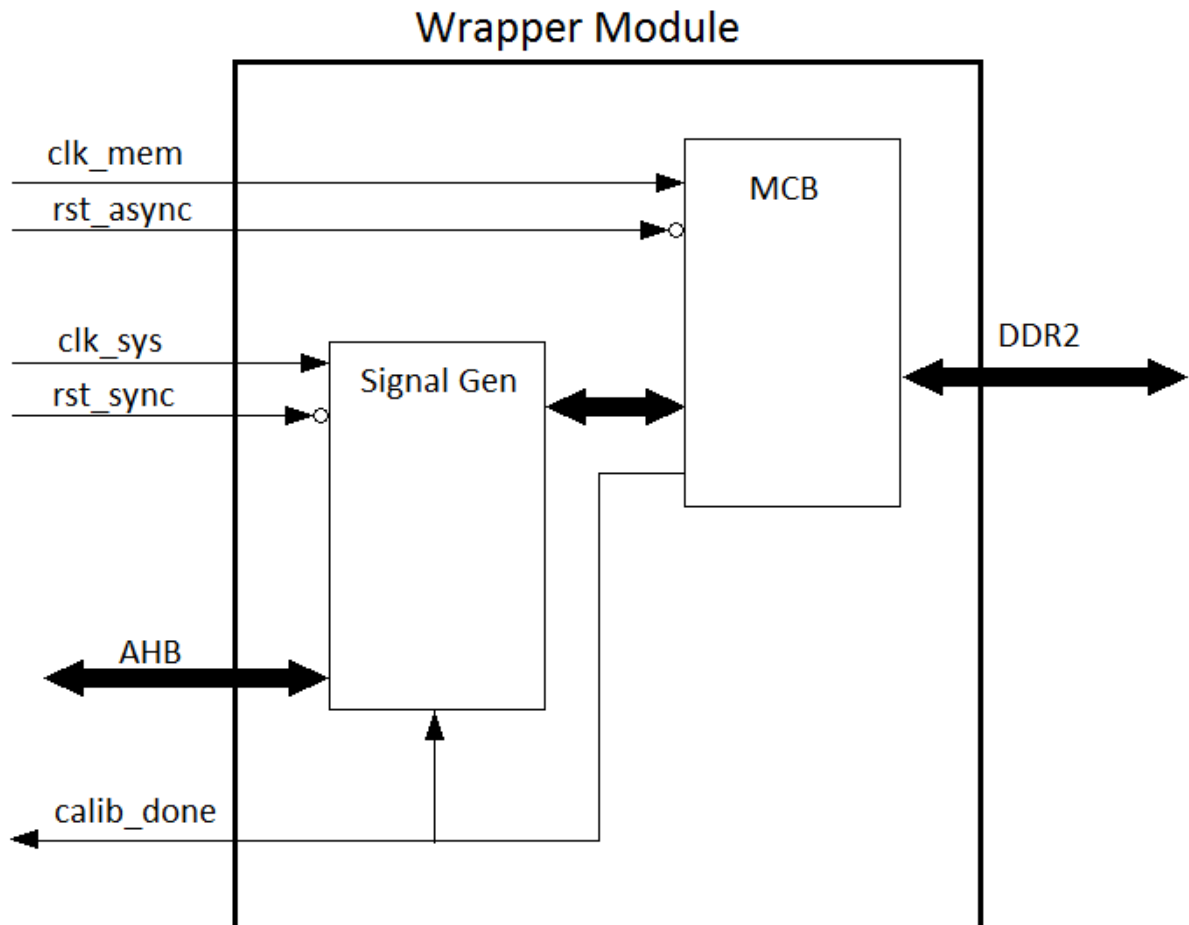 Wrapper Module
clk_mem
MCB
rst_async
clk_sys
DDR2
Signal Gen
rst_sync
AHB
calib_done